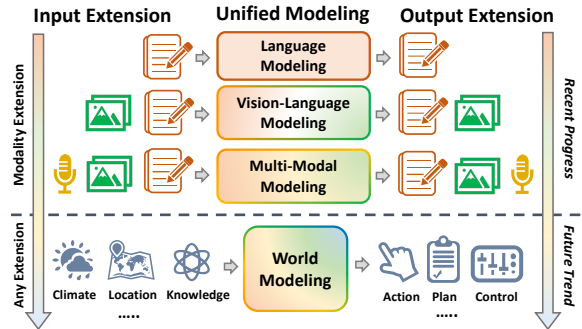 Input Extension
Unified Modeling
Output Extension
Modality Extension
Language
Modeling
Recent Progress
Vision-Language
Modeling
Multi-Modal
Modeling
Any Extension
World
Modeling
Future Trend
Climate
Location
Knowledge
Action
Plan
Control
.....
.....